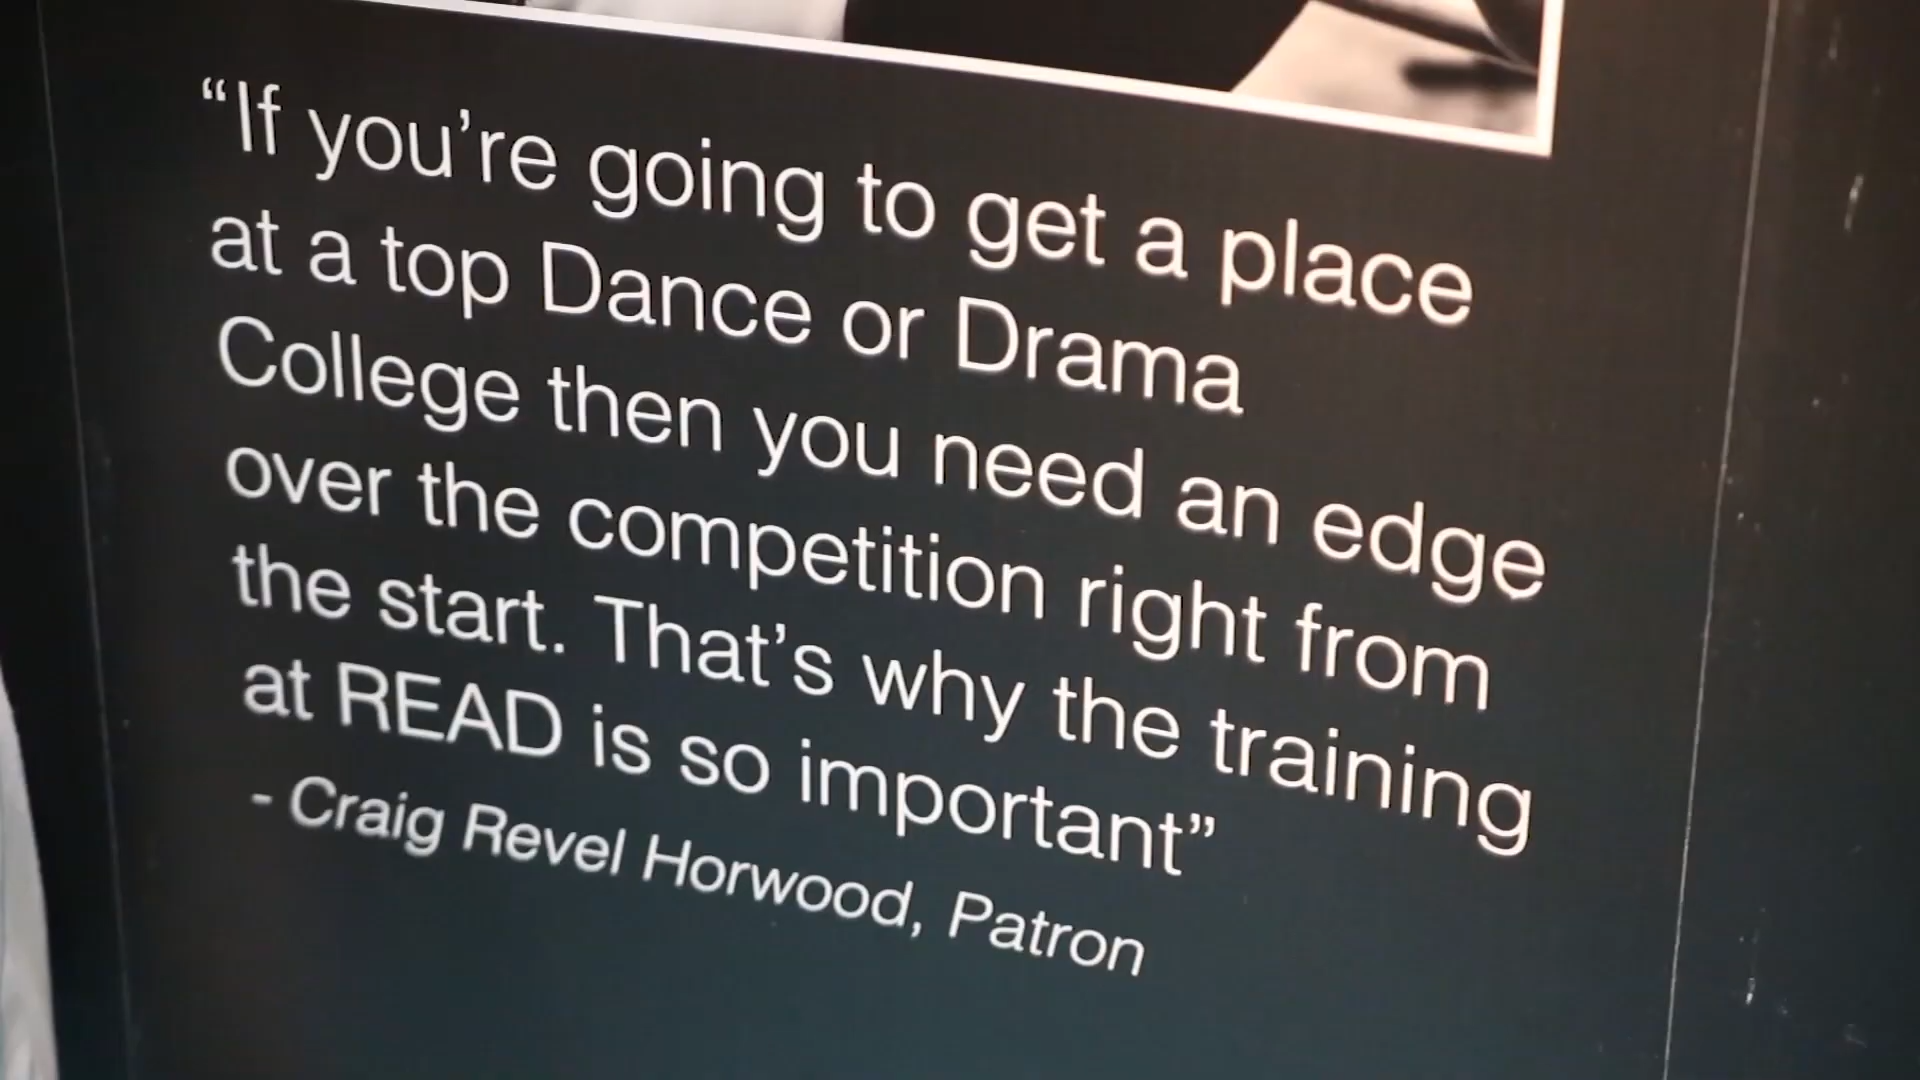 “If you’re going to get a place
at a top Dance or Drama
College then you need an edge
over the competition right from
the start. That’s why the training
at READ is so important”
- Craig Revel Horwood, Patron